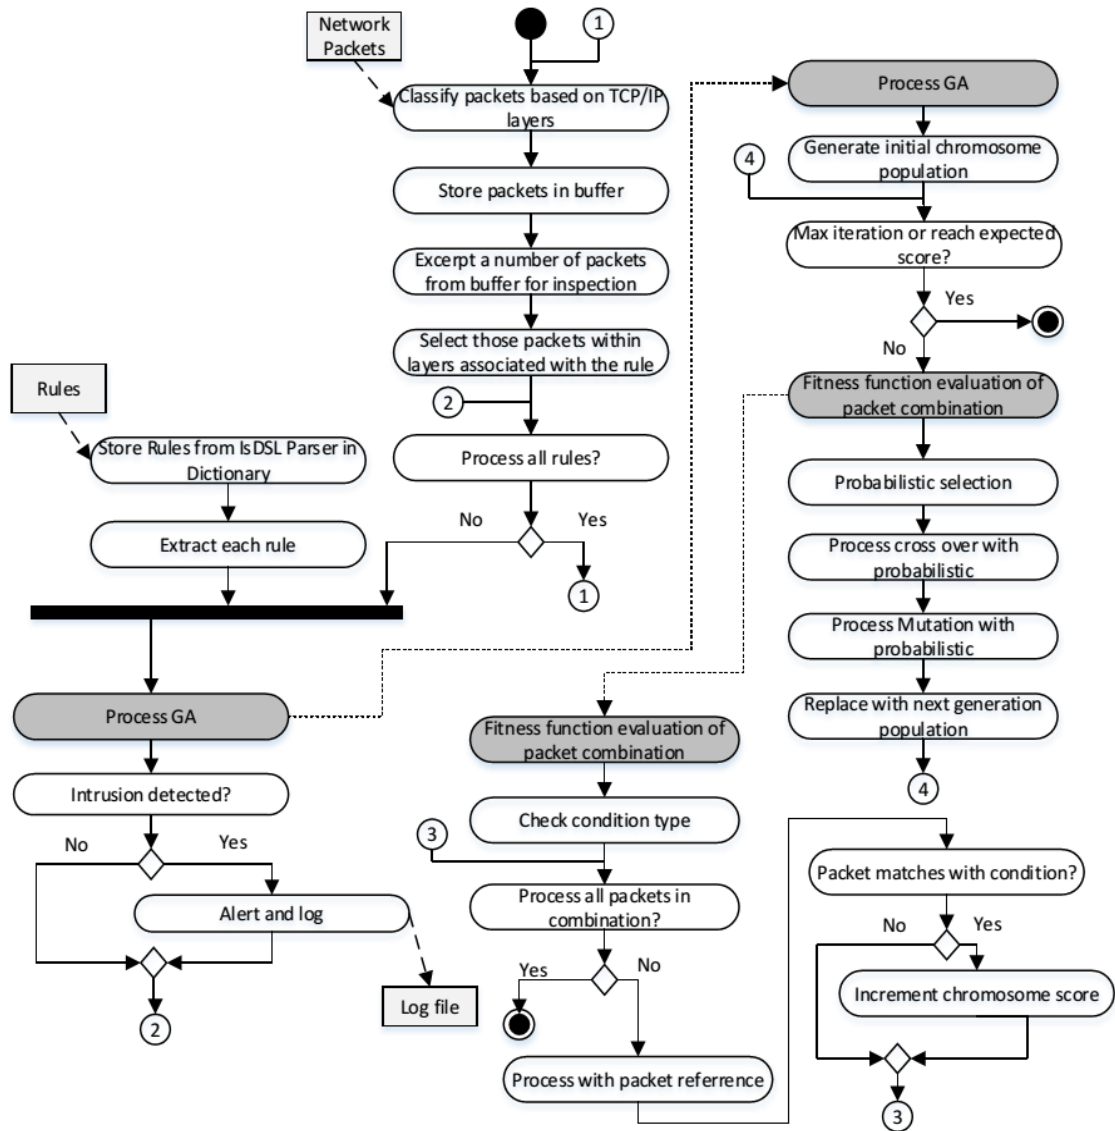 Network
Packets
1
Classify packets based on TCP/IP
layers
Store packets in buffer
Excerpt a number of packets
from buffer for inspection
Select those packets within
layers associated with the rule
2
Process all rules?
No
Yes
1
Rules
Store Rules from IsDSL Parser in
Dictionary
Extract each rule
Process GA
Intrusion detected?
No
Yes
Alert and log
Log file
2
Process GA
Generate initial chromosome
population
4
Max iteration or reach expected
score?
Yes
No
Fitness function evaluation of
packet combination
Probabilistic selection
Process cross over with
probabilistic
Process Mutation with
probabilistic
Replace with next generation
population
4
Fitness function evaluation of
packet combination
Check condition type
3
Process all packets in
combination?
Yes
No
Process with packet referrence
Packet matches with condition?
No
Yes
Increment chromosome score
3